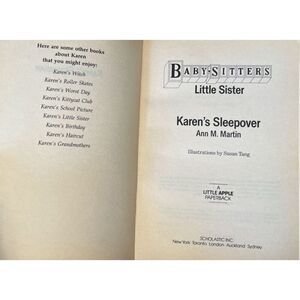 Here are some other books
about Karen
that you might enjoy:
Karen's Witch
Karen's Roller Skates
Karen's Worst Day
Karen's Kittycat Club
Karen's School Picture
Karen's Little Sister
Karen's Birthday
Karen's Haircut
Karen's Grandmothers
BABY-SITTERS
Little Sister
Karen's Sleepover
Ann M. Martin
Illustrations by Susan Tang
A
LITTLE APPLE
PAPERBACK
SCHOLASTIC INC.
New York Toronto London Auckland Sydney